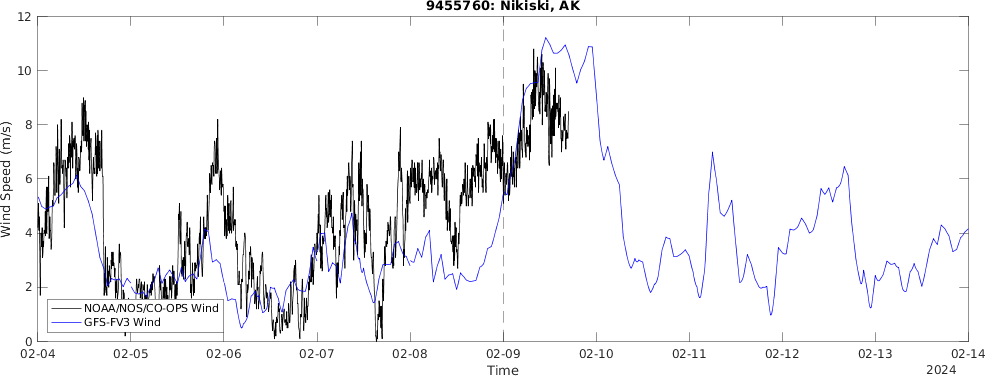 9455760: Nikiski, AK
Wind Speed (m/s)
12
10
8
6
4
2
0
NOAA/NOS/CO-OPS Wind
GFS-FV3 Wind
02-04 02-05 02-06 02-07 02-08 02-09 02-10 02-11 02-12 02-13 02-14
Time
2024